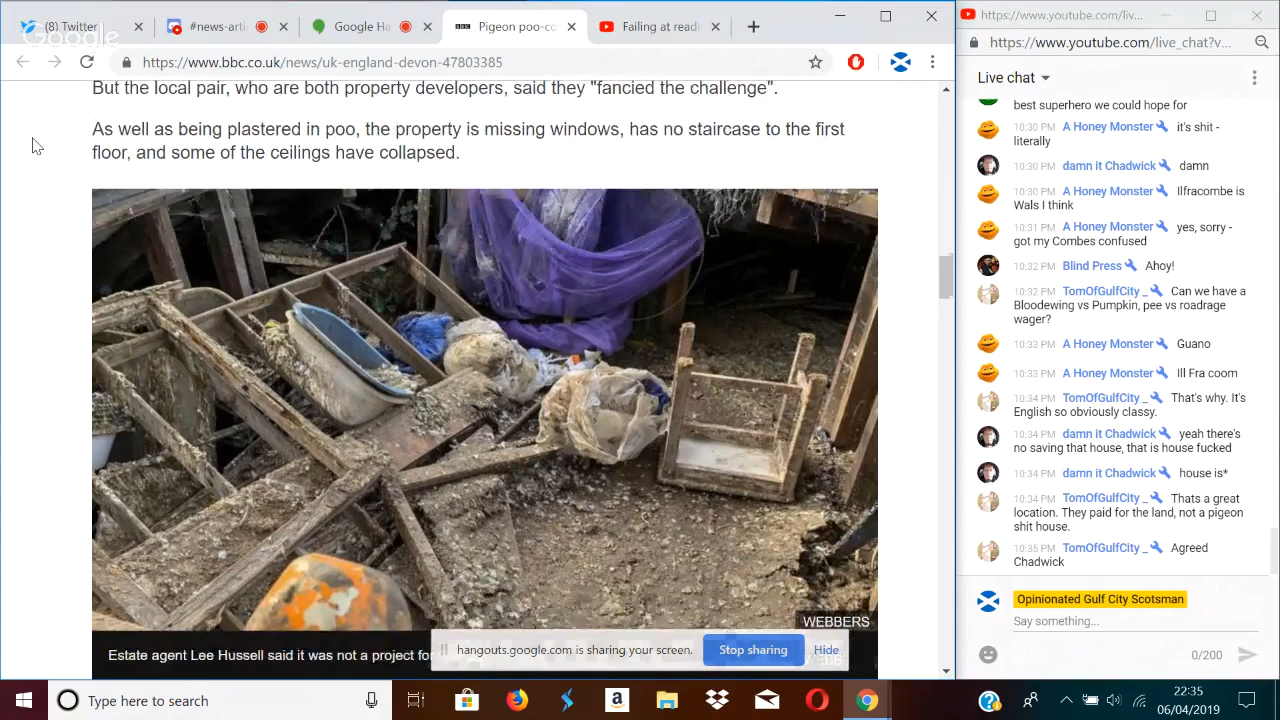 (2) Twitter
#news-arti
Google Ha
Pigeon poo-co
Failing at readi
Google
https://www.bbc.co.uk/news/uk-england-devon-47803385
But the local pair, who are both property developers, said they "fancied the challenge".
As well as being plastered in poo, the property is missing windows, has no staircase to the first
floor, and some of the ceilings have collapsed.
WEBBERS
Estate agent Lee Hussell said it was not a project fo
hangouts.google.com is sharing your screen.
Stop sharing
Hide
https://www.youtube.com/liv...
https://www.youtube.com/live_chat?v...
Live chat
best superhero we could hope for
10:30 PM A Honey Monster it's shit -
literally
10:30 PM damn it Chadwick damn
10:30 PM A Honey Monster Ilfracombe is
Wals I think
10:31 PM A Honey Monster yes, sorry -
got my Combes confused
10:32 PM Blind Press Ahoy!
10:32 PM TomOfGulfCity _ Can we have a
Bloodewing vs Pumpkin, pee vs roadrage
wager?
10:33 PM A Honey Monster Guano
10:33 PM A Honey Monster Ill Fra coom
10:34 PM TomOfGulfCity _ That's why. It's
English so obviously classy.
10:34 PM damn it Chadwick yeah there's
no saving that house, that is house fucked
10:34 PM damn it Chadwick house is*
10:34 PM TomOfGulfCity _ Thats a great
location. They paid for the land, not a pigeon
shit house.
10:35 PM TomOfGulfCity _ Agreed
Chadwick
Opinionated Gulf City Scotsman
Say something...
0/200
Type here to search
22:35
06/04/2019